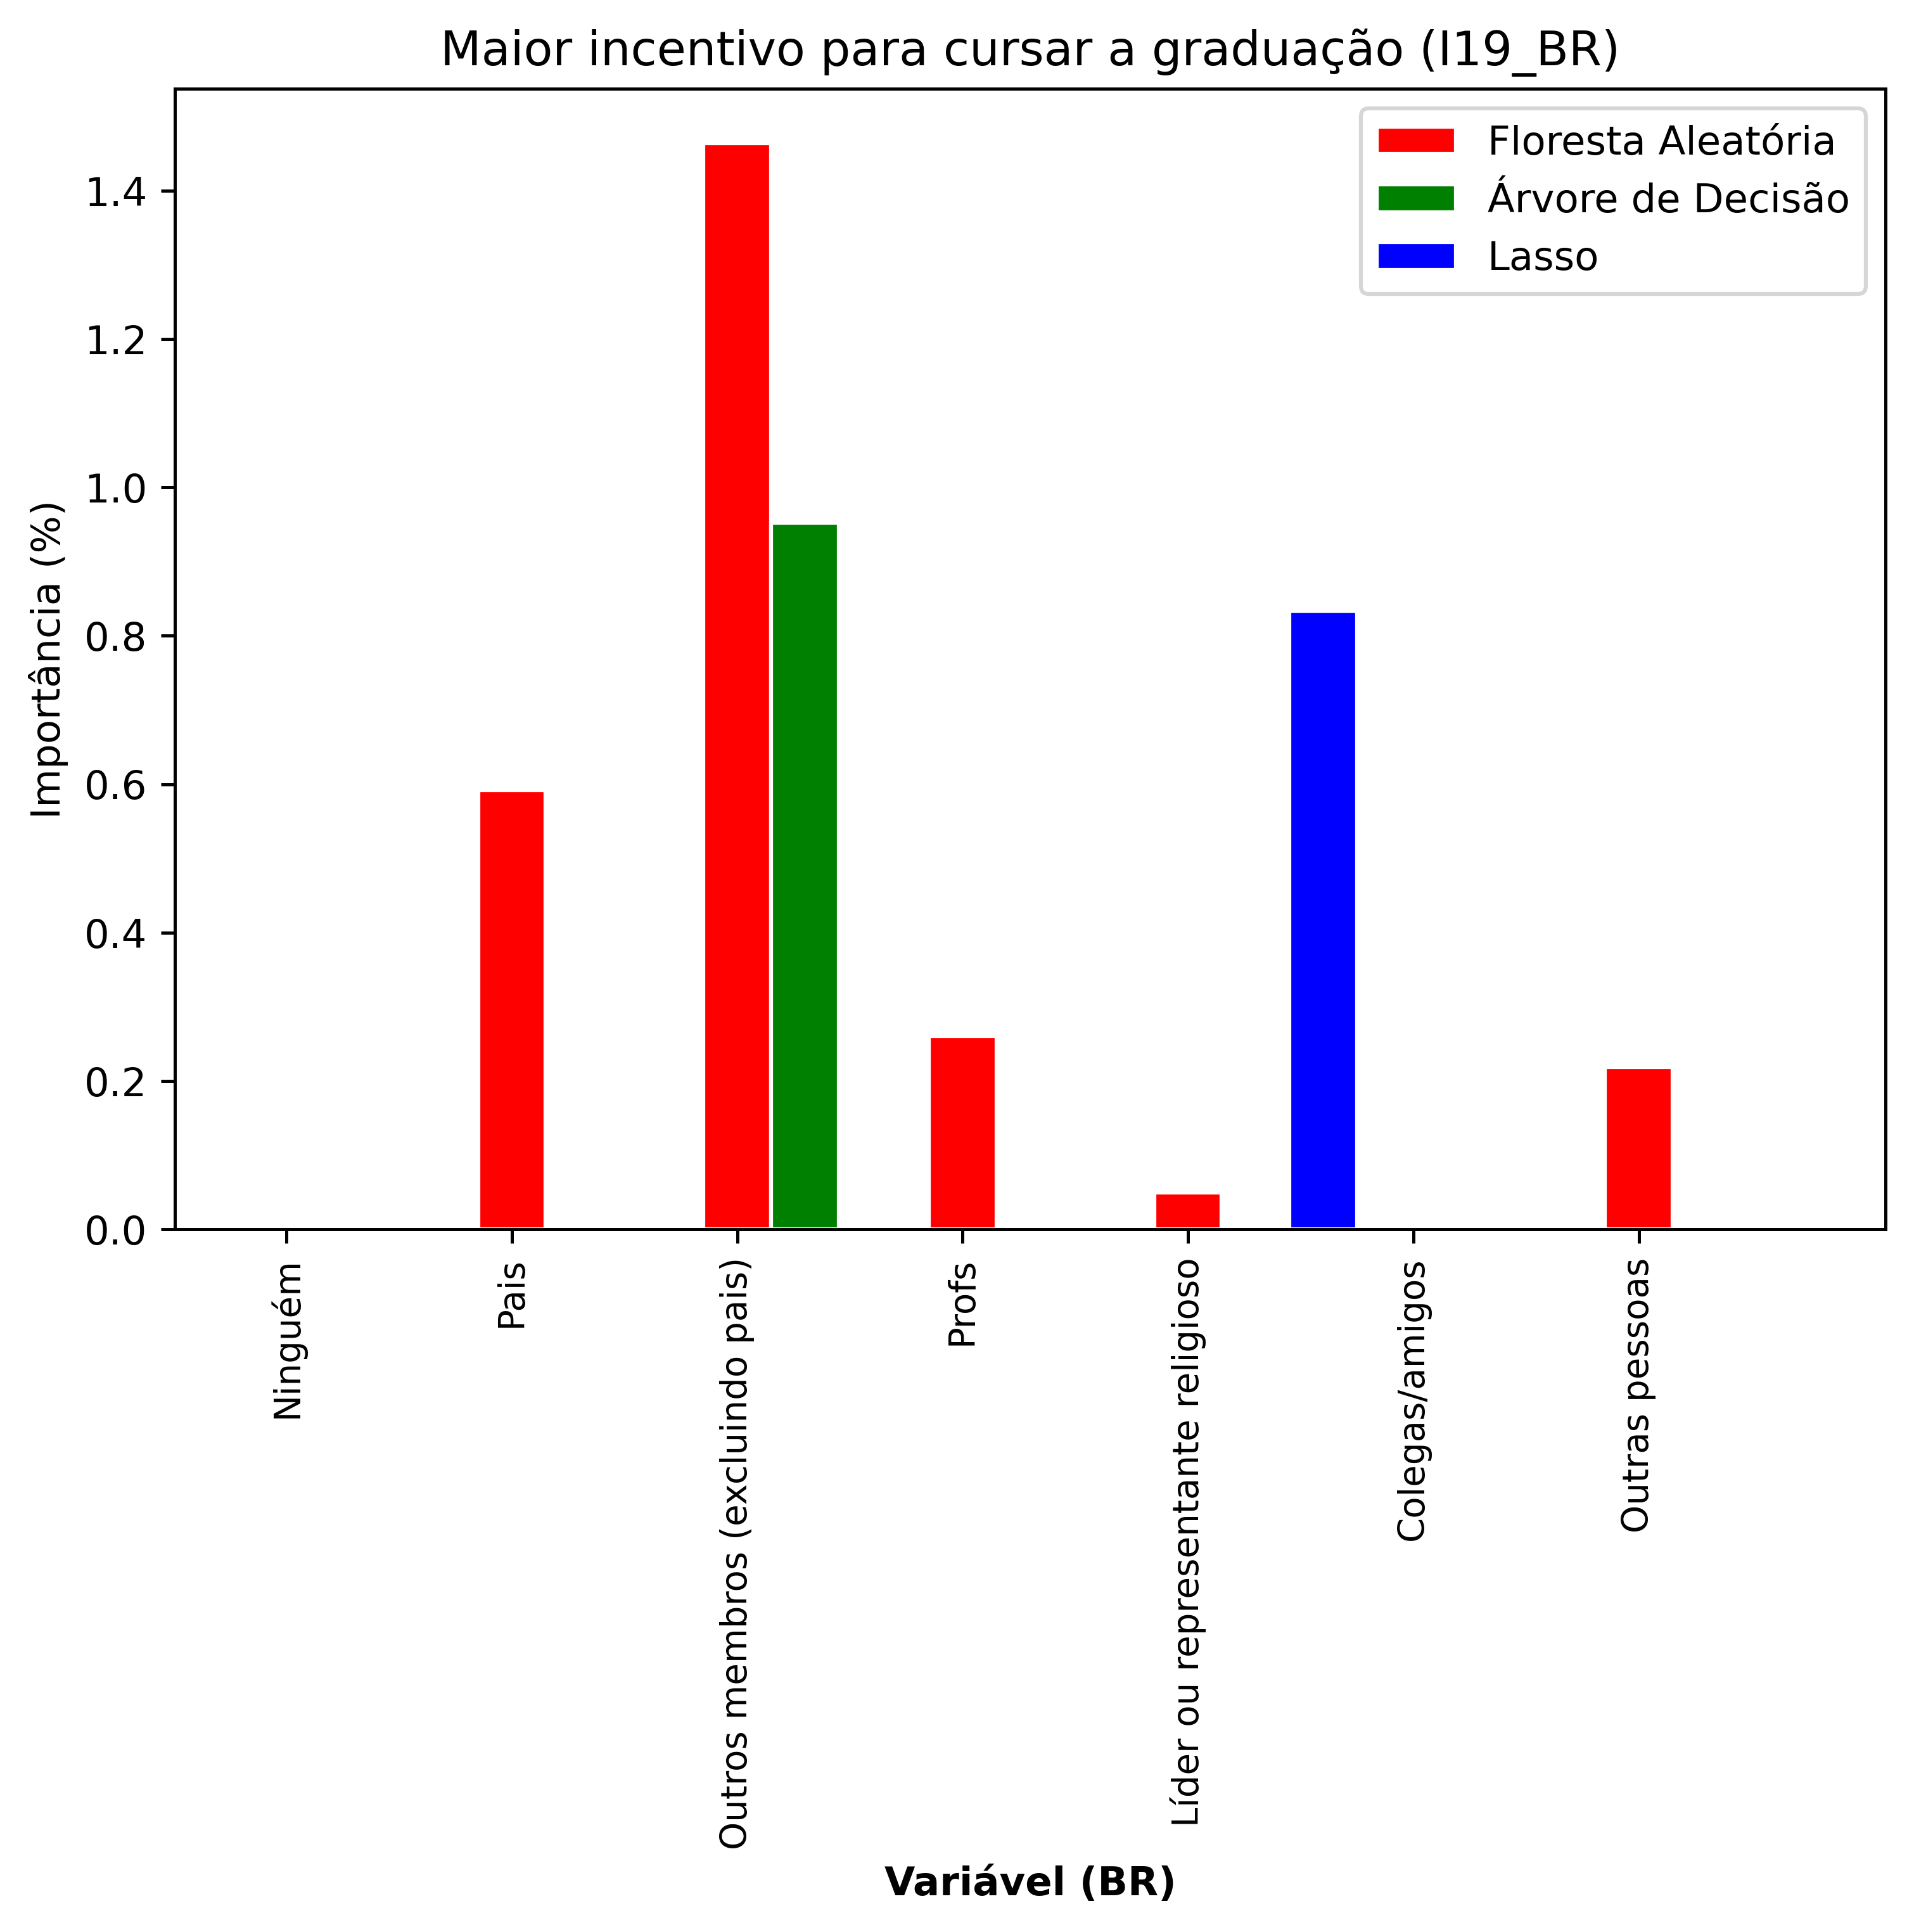 Maior incentivo para cursar a graduação (I19_BR)
Floresta Aleatória
Árvore de Decisão
Lasso
Importância (%)
1.4
1.2
1.0
0.8
0.6
0.4
0.2
0.0
Ninguém
Pais
Outros membros (excluindo pais)
Profs
Líder ou representante religioso
Colegas/amigos
Outras pessoas
Variável (BR)